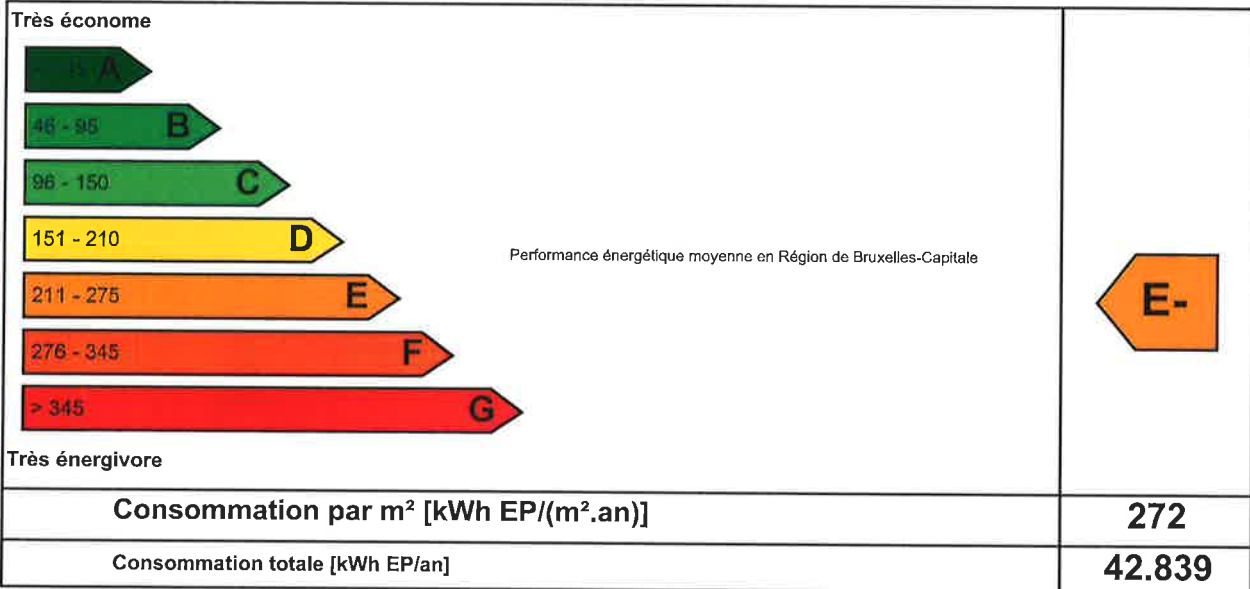 Très économe
A
46 - 95 B
96 - 150 C
151 - 210 D
Performance énergétique moyenne en Région de Bruxelles-Capitale
211 - 275 E
E-
276 - 345 F
> 345 G
Très énergivore
Consommation par m² [kWh EP/(m².an)] 272
Consommation totale [kWh EP/an] 42.839